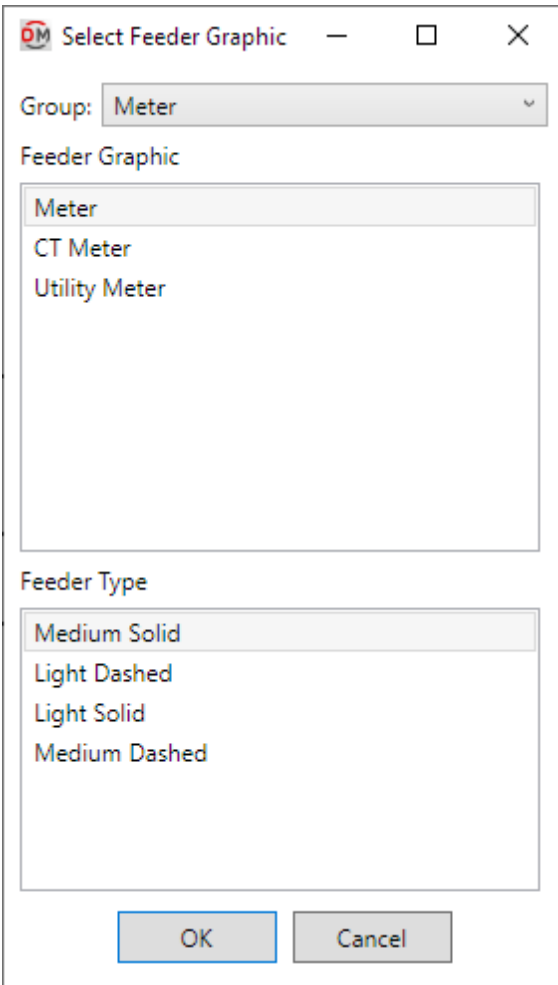 DM Select Feeder Graphic
Group: Meter
Feeder Graphic
Meter
CT Meter
Utility Meter
Feeder Type
Medium Solid
Light Dashed
Light Solid
Medium Dashed
OK Cancel